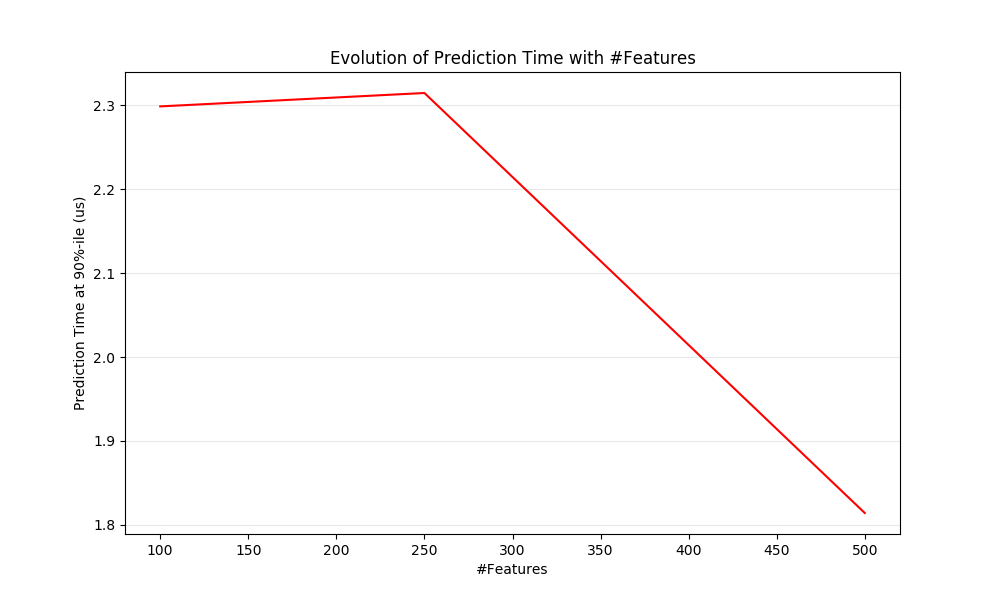 Evolution of Prediction Time with #Features
Prediction Time at 90%-ile (us)
2.3
2.2
2.1
2.0
1.9
1.8
100 150 200 250 300 350 400 450 500
#Features